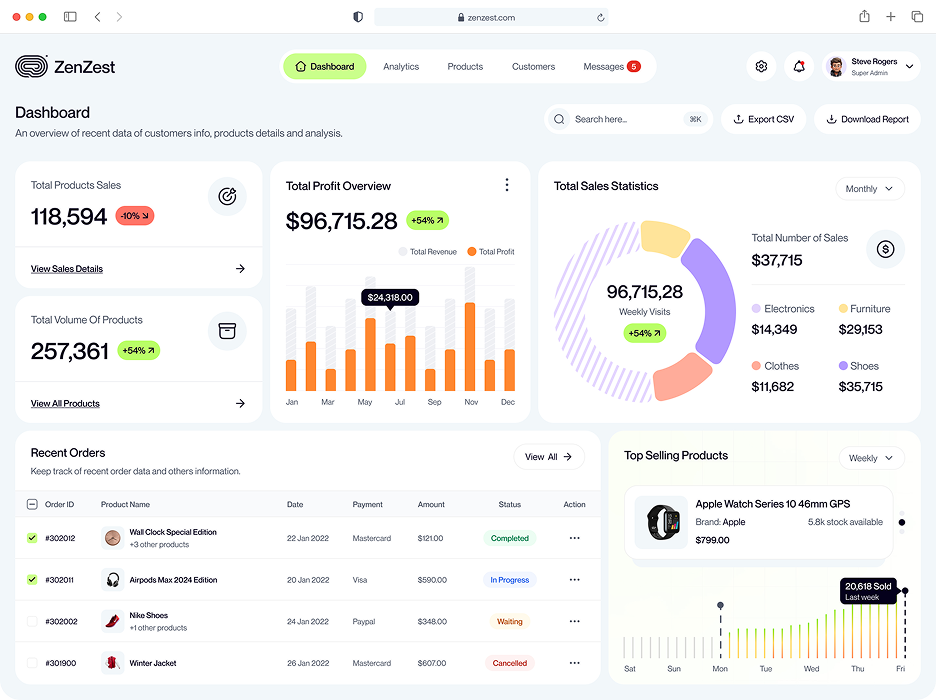 zenzest.com
ZenZest
Dashboard
Analytics
Products
Customers
Messages 5
Steve Rogers
Super Admin
Dashboard
An overview of recent data of customers info, products details and analysis.
Search here...
⌘K
Export CSV
Download Report
Total Products Sales
118,594 -10%
View Sales Details
Total Volume Of Products
257,361 +54%
View All Products
Total Profit Overview
$96,715.28 +54%
Total Revenue
Total Profit
$24,318.00
Jan Mar May Jul Sep Nov Dec
Total Sales Statistics
Monthly
96,715,28
Weekly Visits
+54%
Total Number of Sales
$37,715
Electronics
$14,349
Furniture
$29,153
Clothes
$11,682
Shoes
$35,715
Recent Orders
Keep track of recent order data and others information.
View All
Order ID Product Name Date Payment Amount Status Action
#302012 Wall Clock Special Edition 22 Jan 2022 Mastercard $121.00 Completed
+3 other products
#302011 Airpods Max 2024 Edition 20 Jan 2022 Visa $590.00 In Progress
#302002 Nike Shoes 24 Jan 2022 Paypal $348.00 Waiting
+1 other products
#301900 Winter Jacket 26 Jan 2022 Mastercard $607.00 Cancelled
Top Selling Products
Weekly
Apple Watch Series 10 46mm GPS
Brand: Apple 5.8k stock available
$799.00
20,618 Sold
Last week
Sat Sun Mon Tue Wed Thu Fri